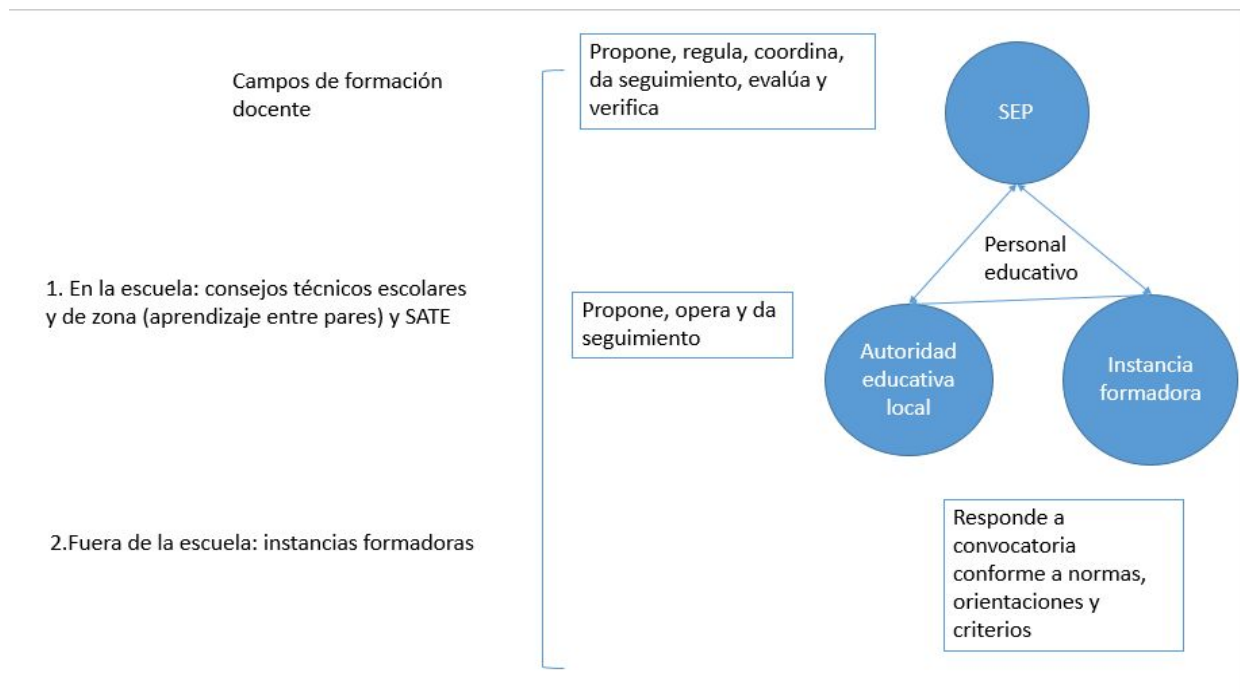 Campos de formación
docente
1. En la escuela: consejos técnicos escolares
y de zona (aprendizaje entre pares) y SATE
2.Fuera de la escuela: instancias formadoras
Propone, regula, coordina,
da seguimiento, evalúa y
verifica
SEP
Personal
educativo
Propone, opera y da
seguimiento
Autoridad
educativa
local
Instancia
formadora
Responde a
convocatoria
conforme a normas,
orientaciones y
criterios